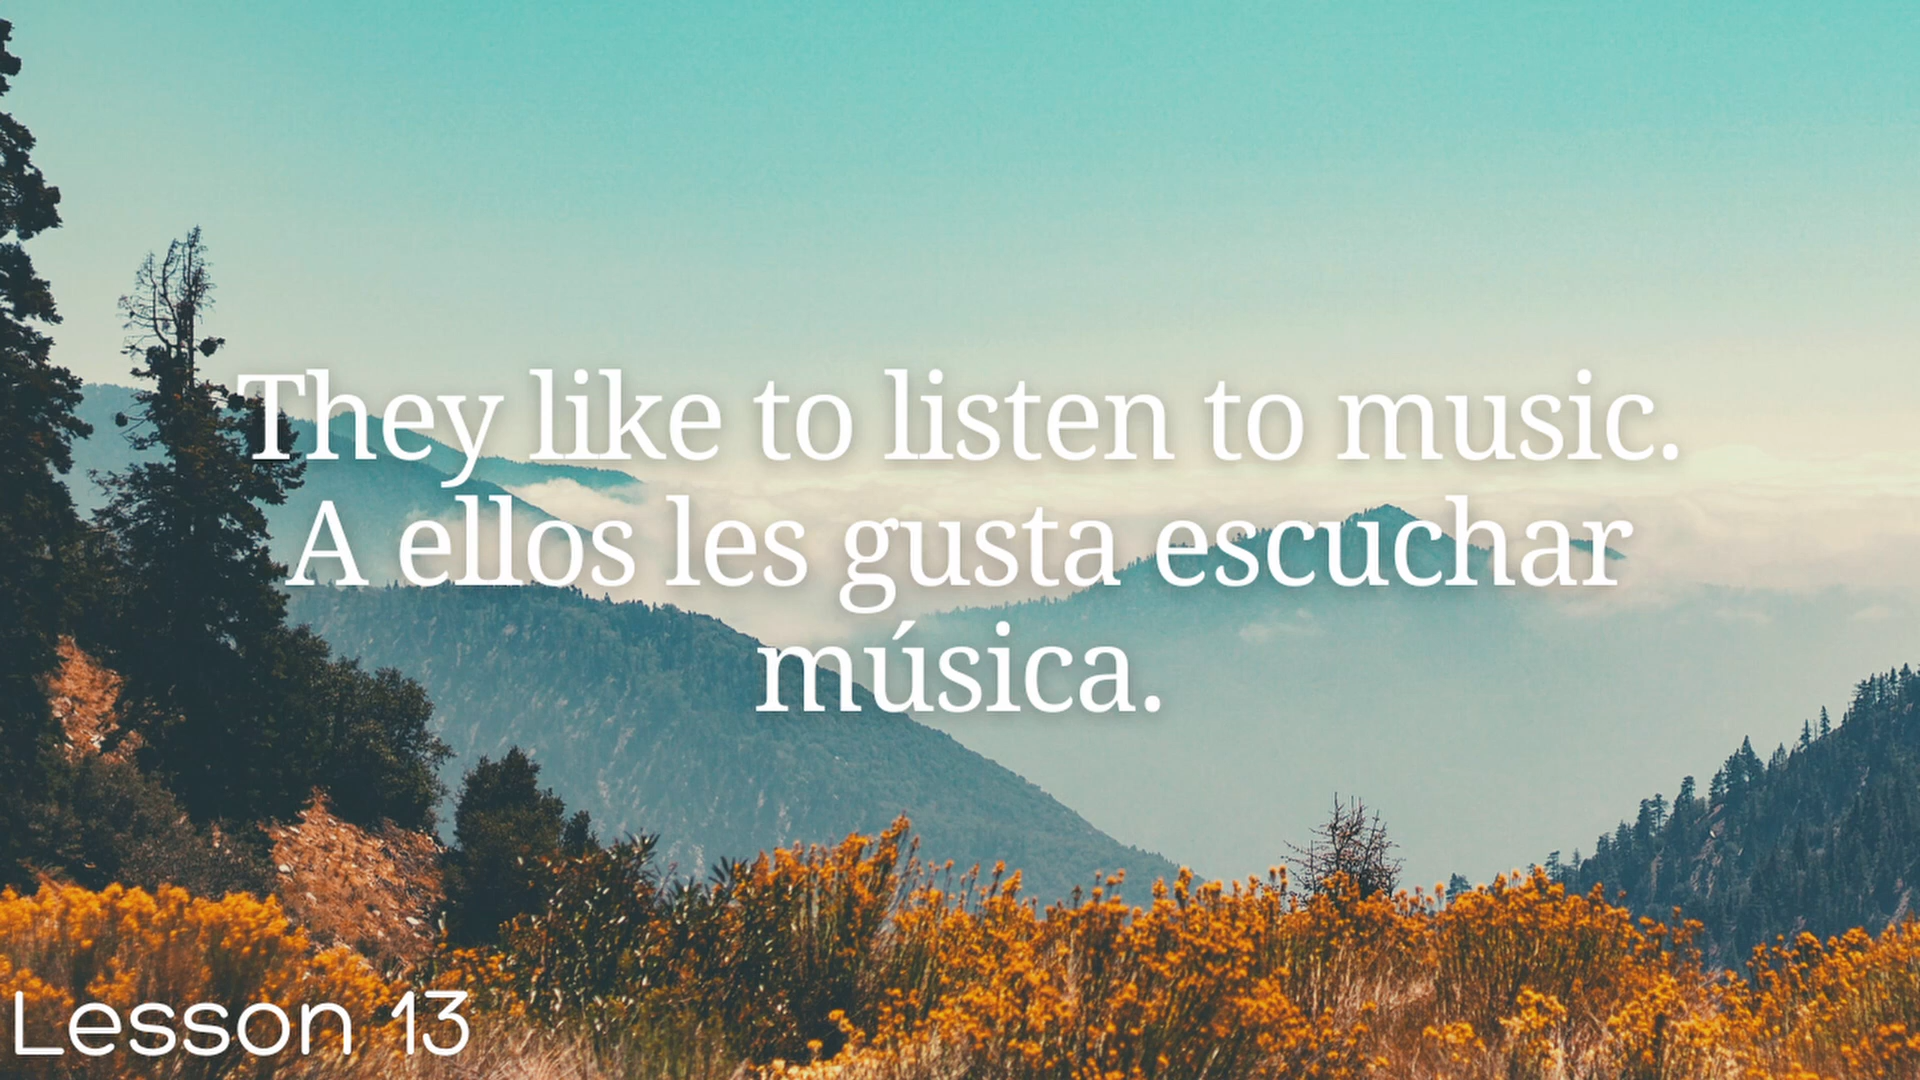 They like to listen to music.
A ellos les gusta escuchar
música.
Lesson 13